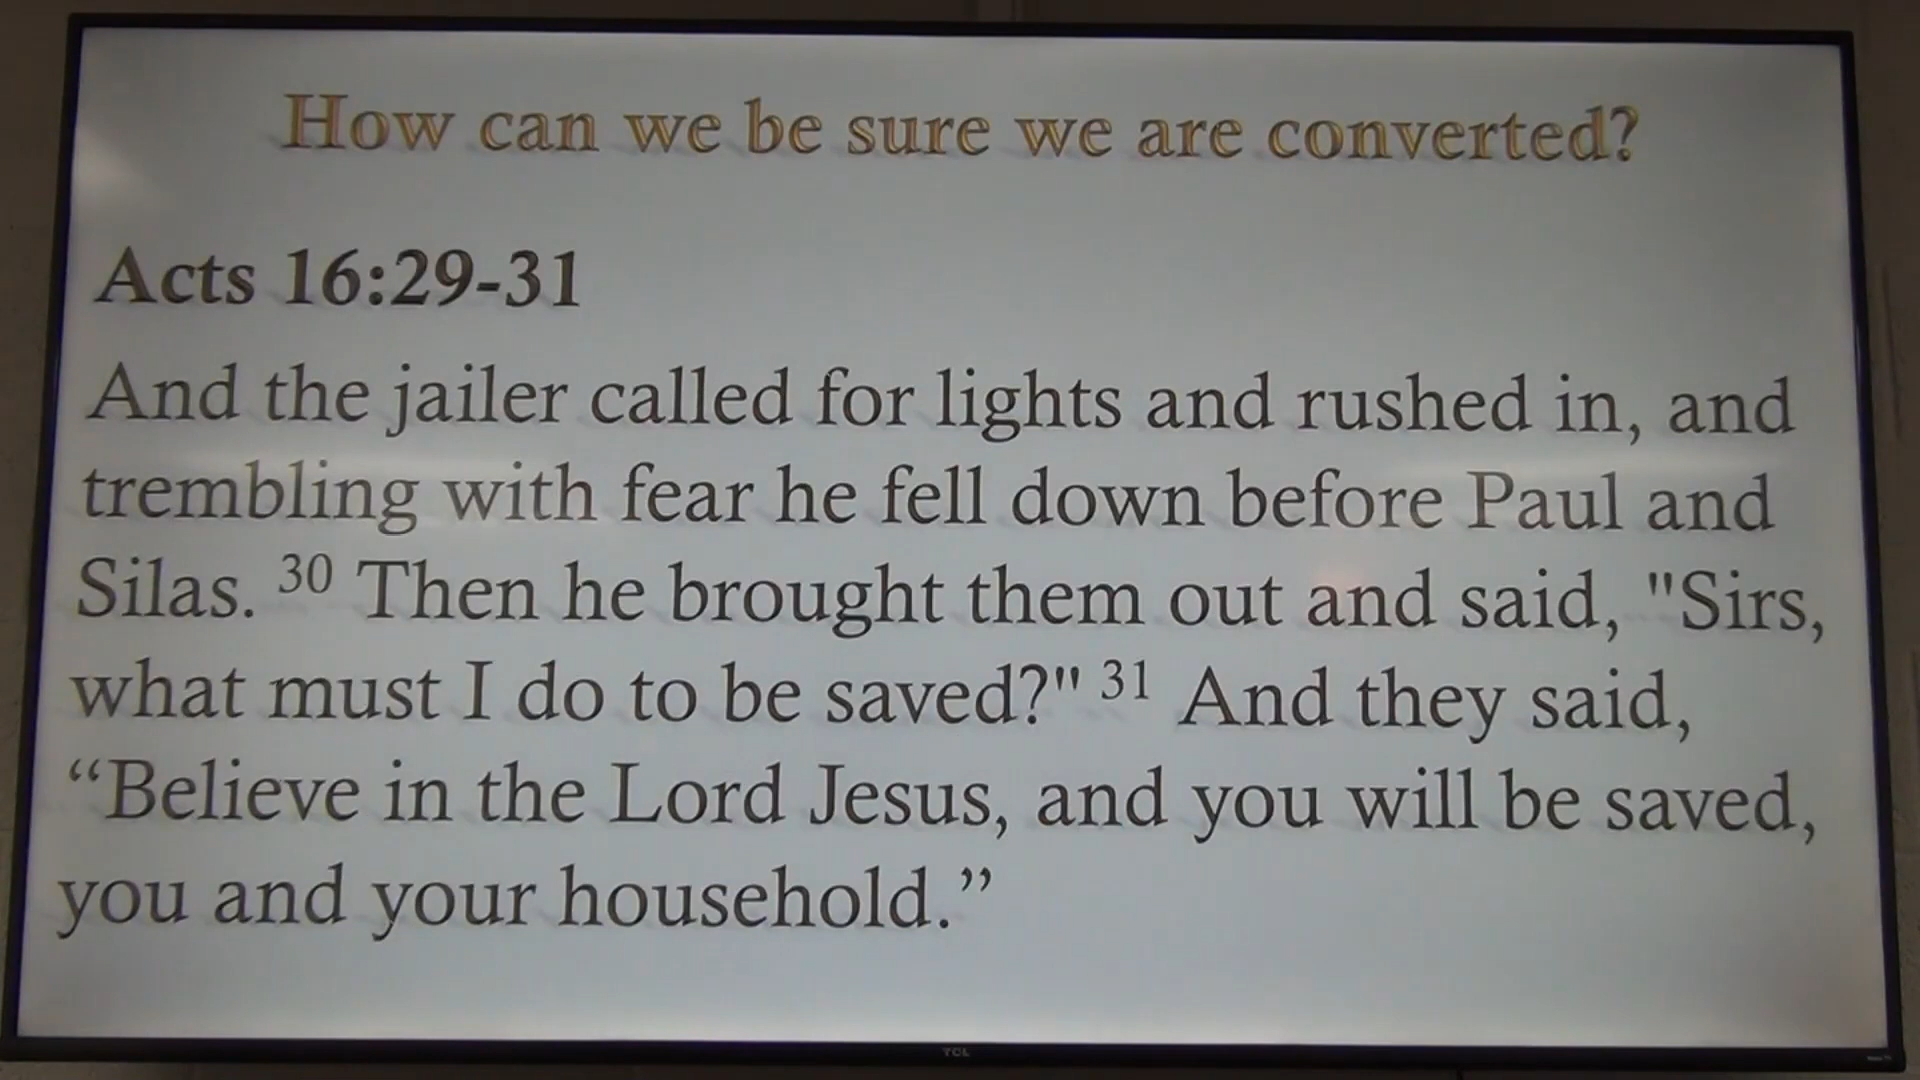 How can we be sure we are converted?
Acts 16:29-31
And the jailer called for lights and rushed in, and
trembling with fear he fell down before Paul and
Silas. 30 Then he brought them out and said, "Sirs,
what must I do to be saved?" 31 And they said,
“Believe in the Lord Jesus, and you will be saved,
you and your household.”
TCL